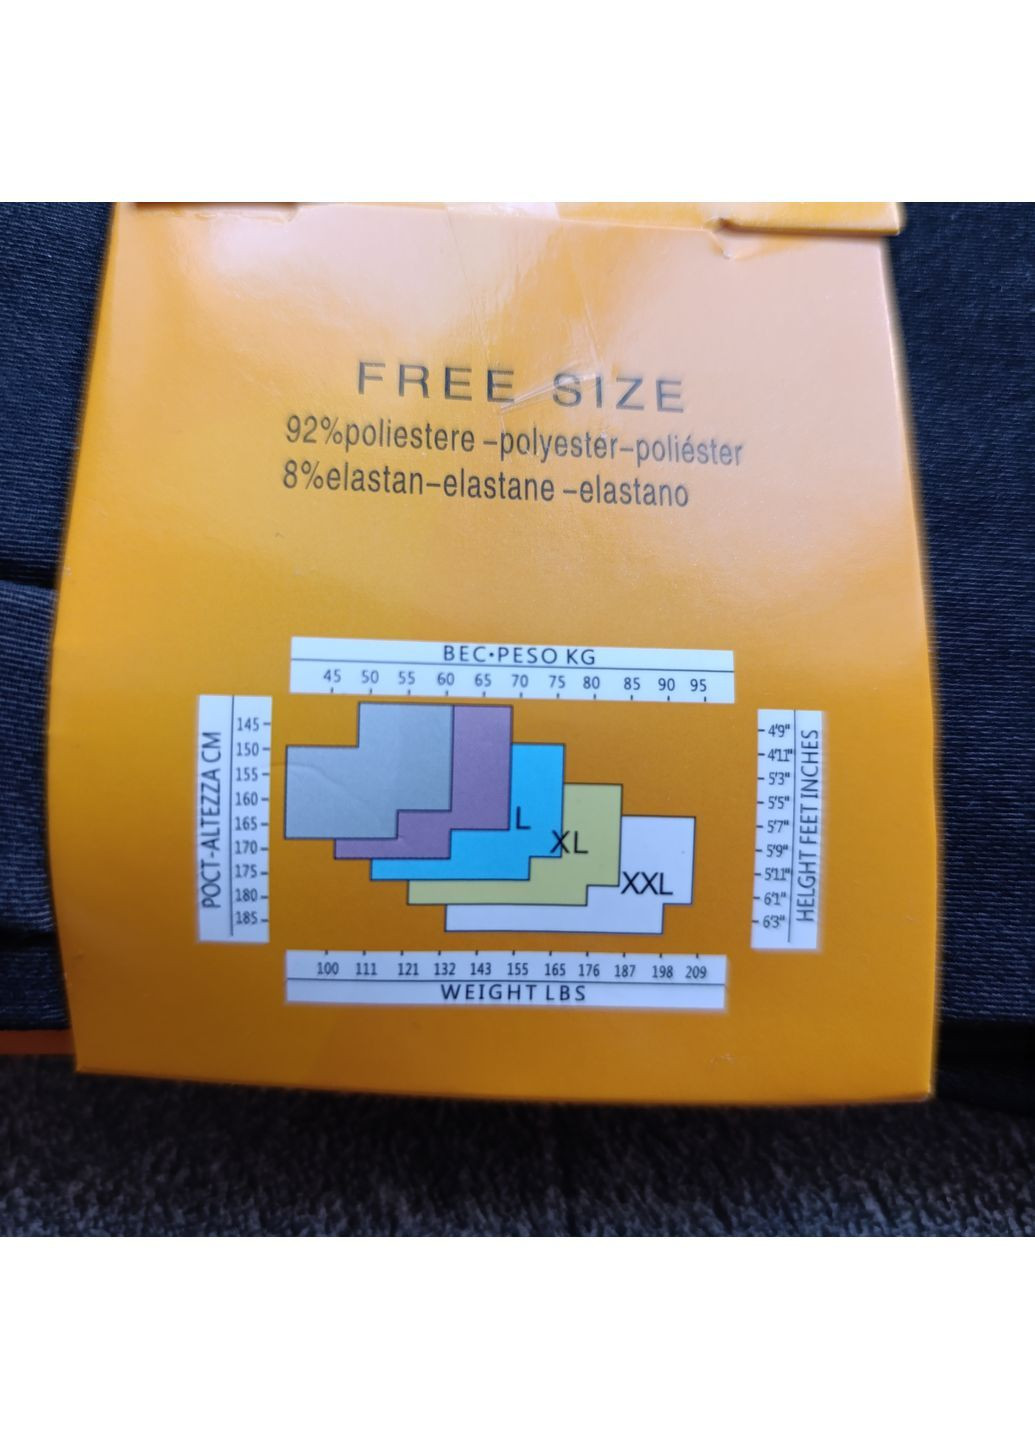 FREE SIZE
92%poliestere -polyester-poliéster
8%elastan-elastane -elastano
ВЕС•PESO KG
45 50 55 60 65 70 75 80 85 90 95
РОСТ-ALTEZZA CM
145
150
155
160
165
170
175
180
185
L
XL
XXL
4'9"
4'11"
5'3"
5'5"
5'7"
5'9"
5'11"
6'1"
6'3"
HELGHT FEET INCHES
100 111 121 132 143 155 165 176 187 198 209
WEIGHT LBS